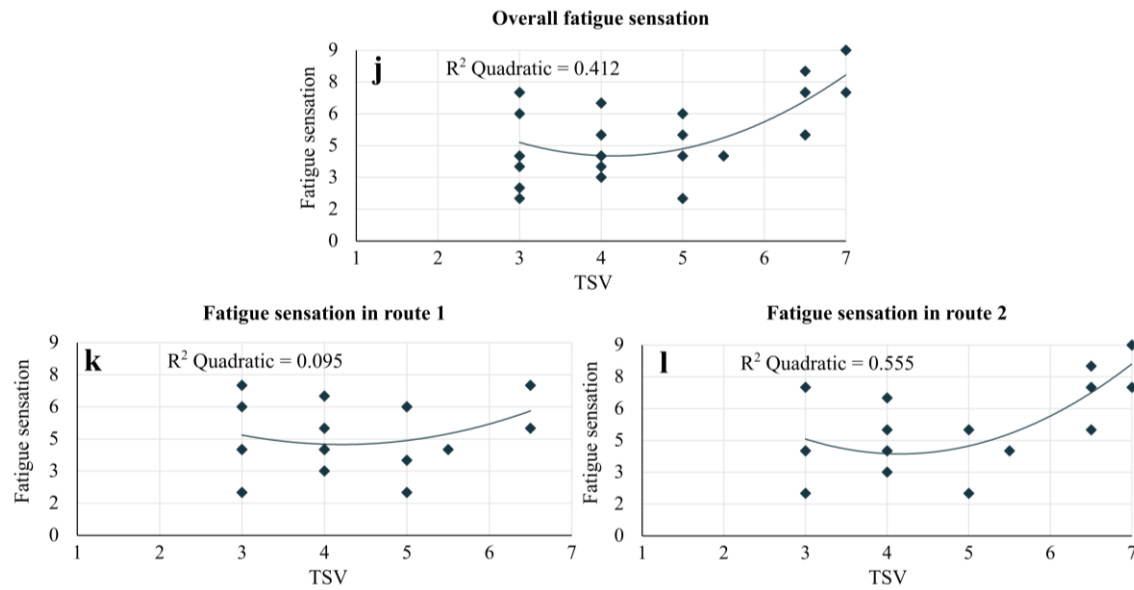 Overall fatigue sensation
j
R² Quadratic = 0.412
Fatigue sensation
9
8
6
5
3
2
0
1 2 3 4 5 6 7
TSV
Fatigue sensation in route 1
k
R² Quadratic = 0.095
Fatigue sensation
9
8
6
5
3
2
0
1 2 3 4 5 6 7
TSV
Fatigue sensation in route 2
l
R² Quadratic = 0.555
Fatigue sensation
9
8
6
5
3
2
0
1 2 3 4 5 6 7
TSV